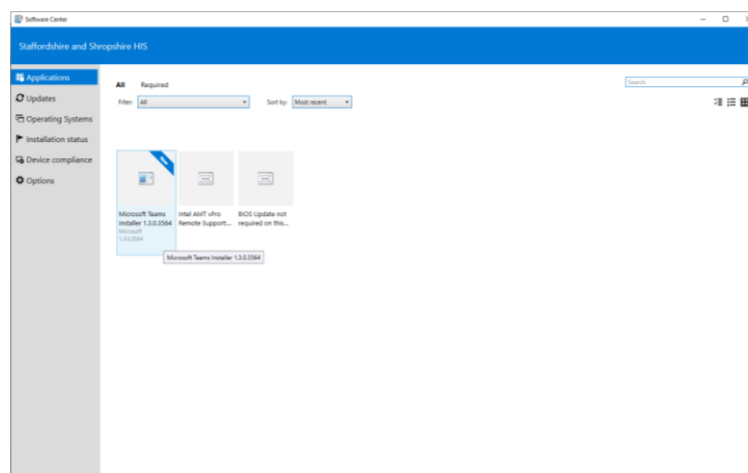 Software Center
Staffordshire and Shropshire HIS
Applications
Updates
Operating Systems
Installation status
Device compliance
Options
All Required
Filter: All Sort by: Most recent
Search
New
Microsoft Teams
Installer 1.3.0.3564
Microsoft
1.3.0.3564
Intel AMT vPro
Remote Support...
BIOS Update not
required on this...
Microsoft Teams Installer 1.3.0.3564